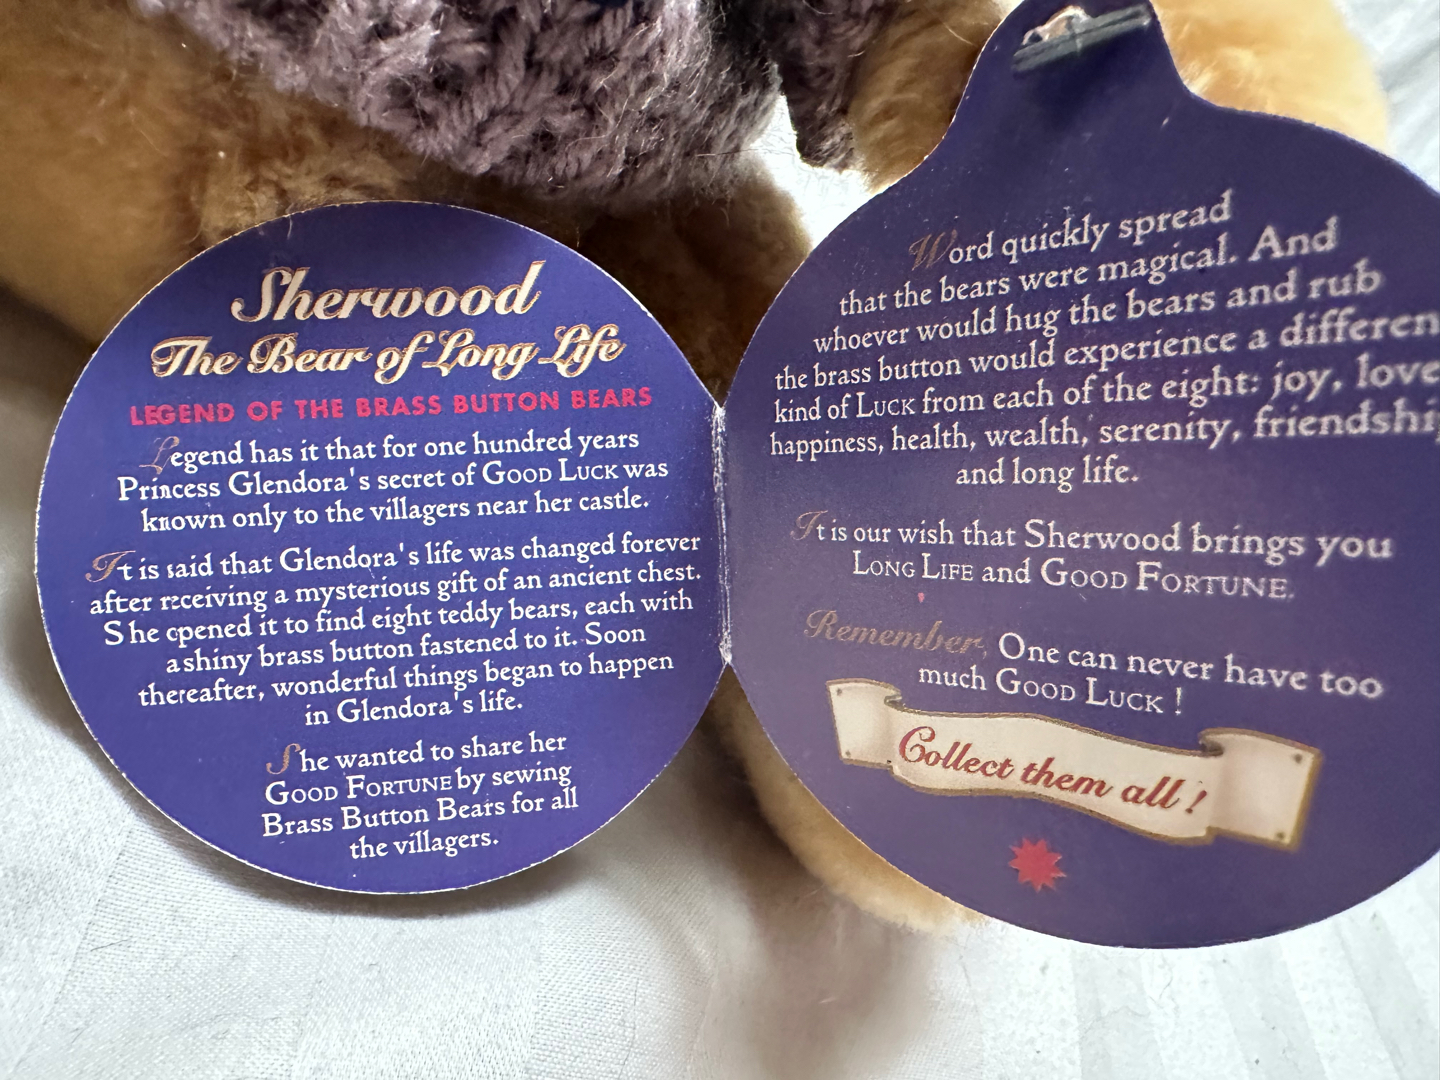 Sherwood
The Bear of Long Life
LEGEND OF THE BRASS BUTTON BEARS
Legend has it that for one hundred years
Princess Glendora's secret of GOOD LUCK was
known only to the villagers near her castle.
It is said that Glendora's life was changed forever
after receiving a mysterious gift of an ancient chest.
She opened it to find eight teddy bears, each with
a shiny brass button fastened to it. Soon
thereafter, wonderful things began to happen
in Glendora's life.
She wanted to share her
GOOD FORTUNE by sewing
Brass Button Bears for all
the villagers.
Word quickly spread
that the bears were magical. And
whoever would hug the bears and rub
the brass button would experience a differen
kind of LUCK from each of the eight: joy, love
happiness, health, wealth, serenity, friendship
and long life.
It is our wish that Sherwood brings you
LONG LIFE and GOOD FORTUNE.
Remember, One can never have too
much GOOD LUCK !
Collect them all!